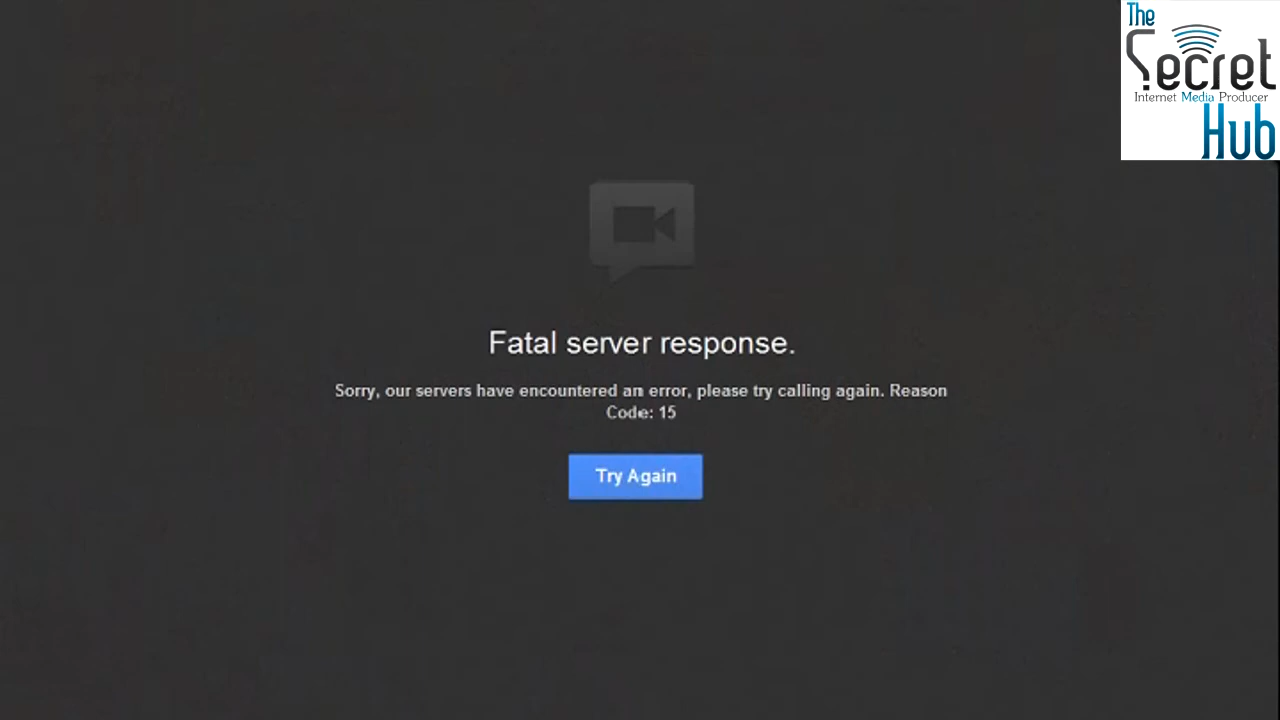 The
Secret
Internet Media Producer
Hub
Fatal server response.
Sorry, our servers have encountered an error, please try calling again. Reason
Code: 15
Try Again